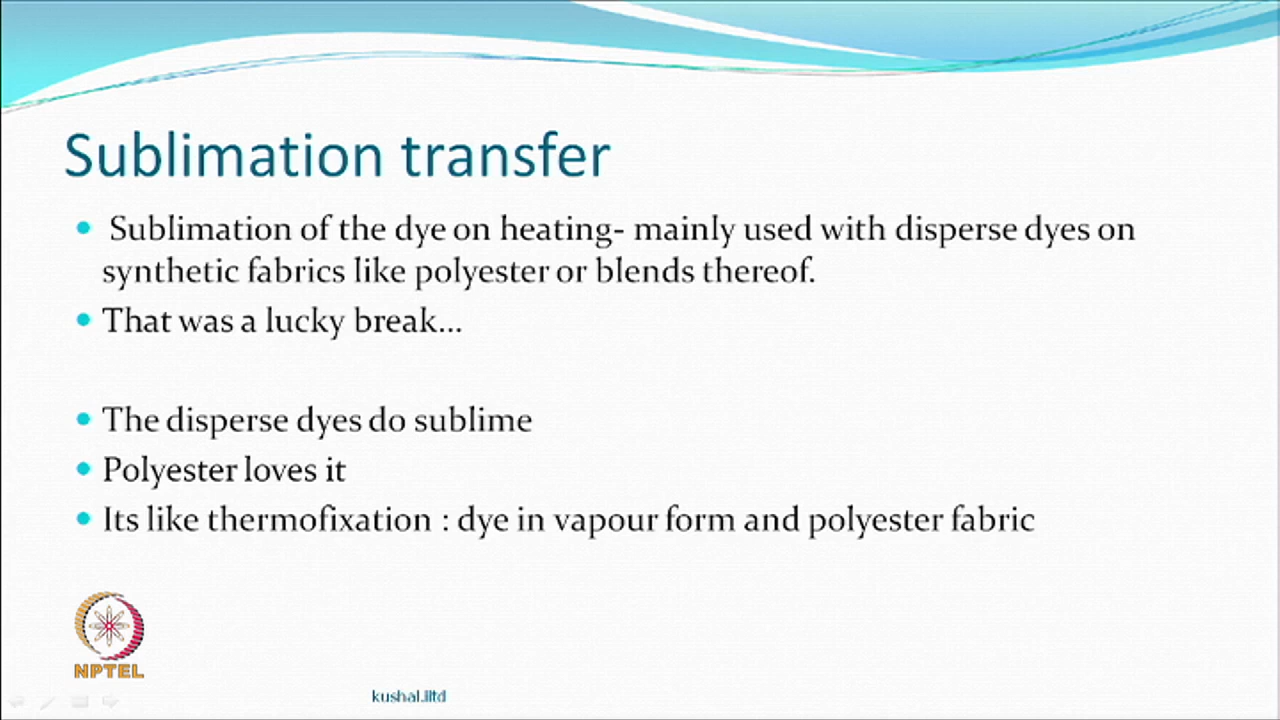 Sublimation transfer
Sublimation of the dye on heating- mainly used with disperse dyes on
synthetic fabrics like polyester or blends thereof.
That was a lucky break...
The disperse dyes do sublime
Polyester loves it
Its like thermofixation : dye in vapour form and polyester fabric
NPTEL
kushal.iitd